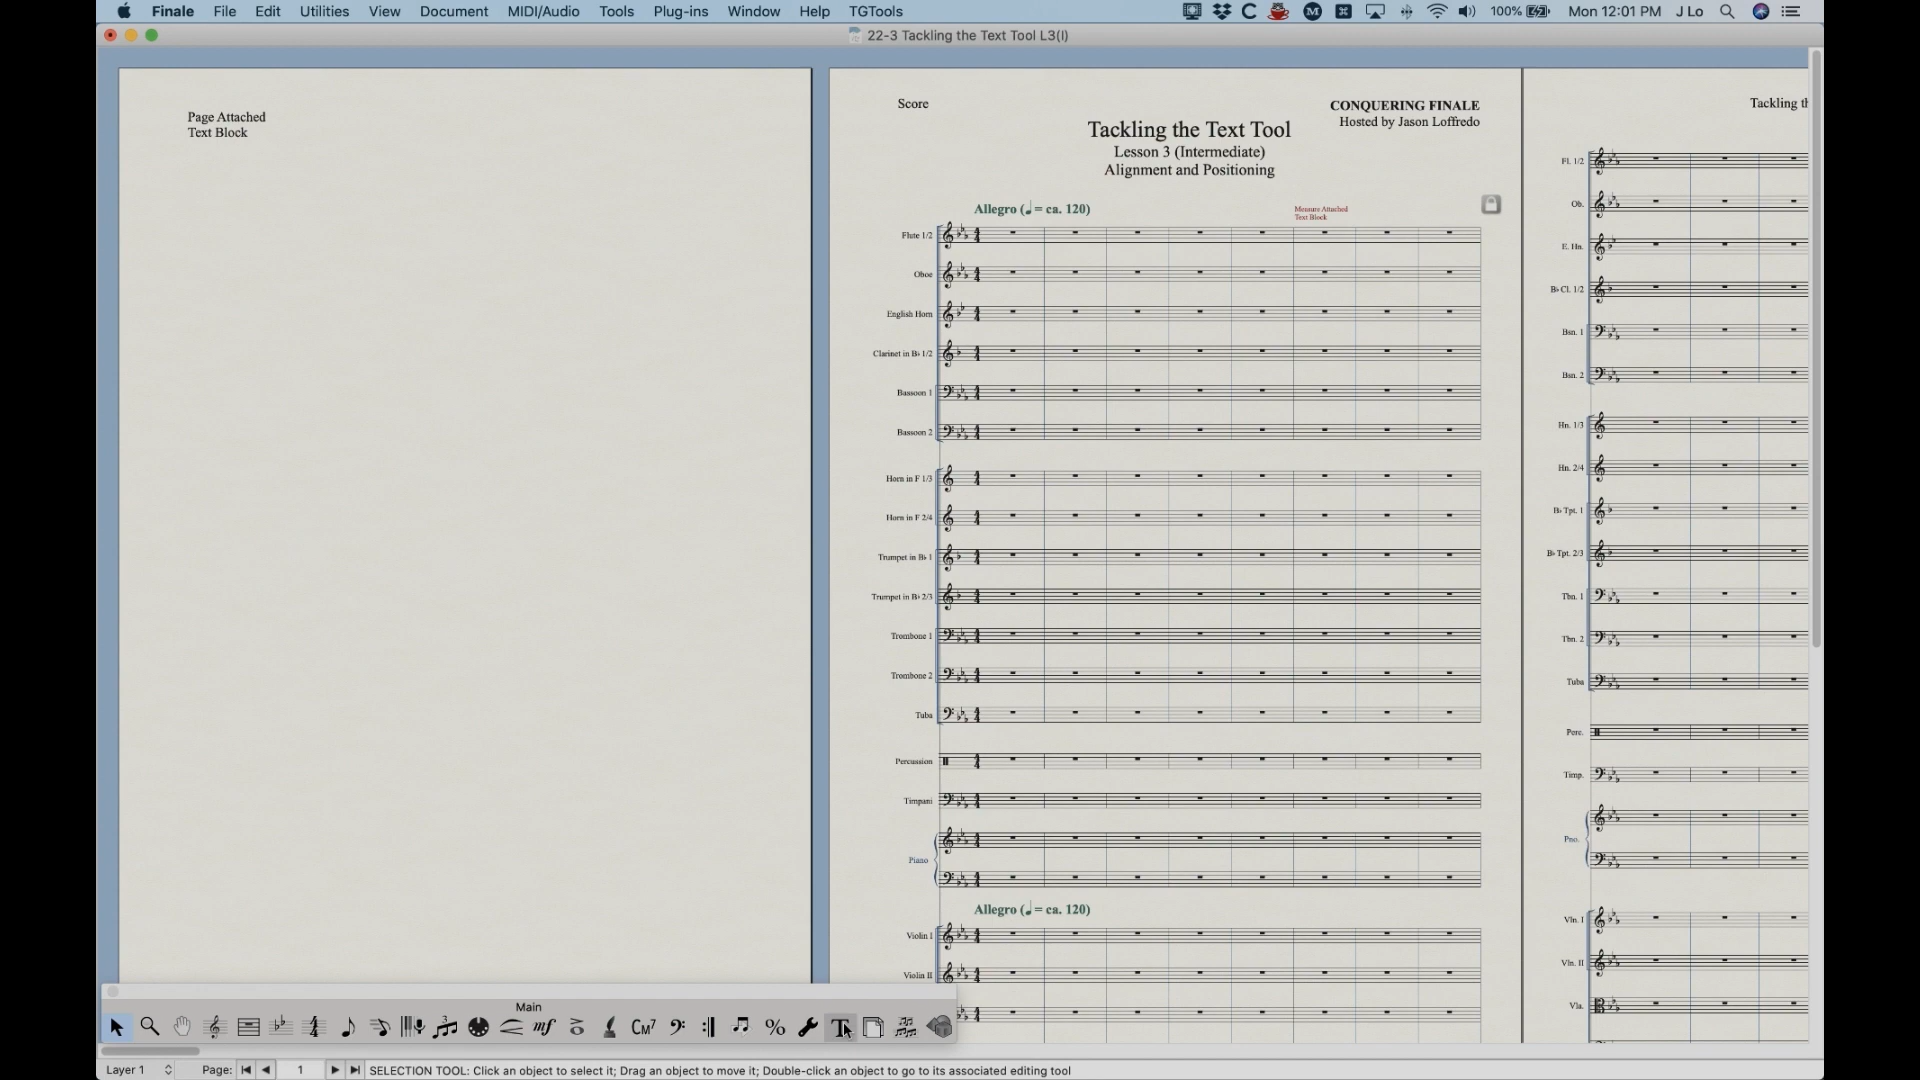 Finale File Edit Utilities View Document MIDI/Audio Tools Plug-ins Window Help TGTools 100% Mon 12:01 PM J Lo
22-3 Tackling the Text Tool L3(I)
Page Attached
Text Block
Score
CONQUERING FINALE
Hosted by Jason Loffredo
Tackling the Text Tool
Lesson 3 (Intermediate)
Alignment and Positioning
Allegro (♩ = ca. 120)
Measure Attached
Text Block
Flute 1/2
Oboe
English Horn
Clarinet in B♭ 1/2
Bassoon 1
Bassoon 2
Horn in F 1/3
Horn in F 2/4
Trumpet in B♭ 1
Trumpet in B♭ 2/3
Trombone 1
Trombone 2
Tuba
Percussion
Timpani
Piano
Allegro (♩ = ca. 120)
Violin I
Violin II
Tackling th
Fl. 1/2
Ob.
E. Hn.
B♭ Cl. 1/2
Bsn. 1
Bsn. 2
Hn. 1/3
Hn. 2/4
B♭ Tpt. 1
B♭ Tpt. 2/3
Tbn. 1
Tbn. 2
Tuba
Perc.
Timp.
Pno.
Vln. I
Vln. II
Vla.
Main
mf CM7 % T
Layer 1 Page: 1 SELECTION TOOL: Click an object to select it; Drag an object to move it; Double-click an object to go to its associated editing tool